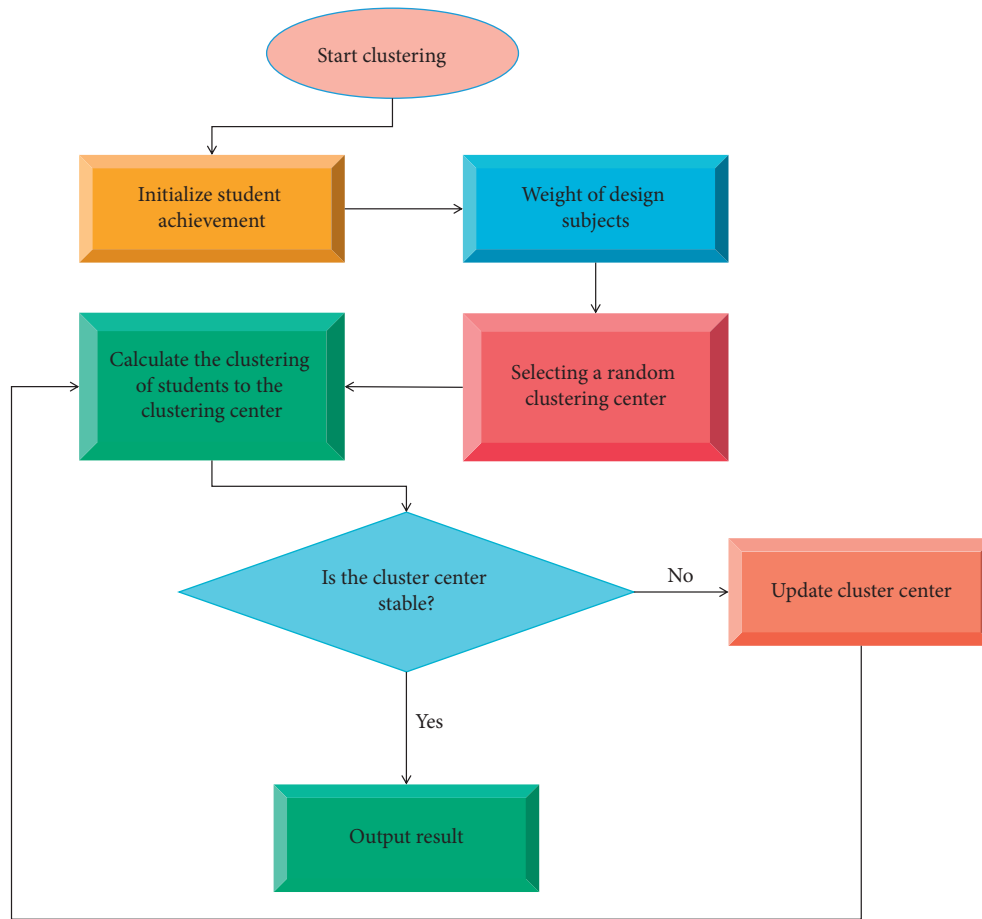 Start clustering
Initialize student
achievement
Weight of design
subjects
Calculate the clustering
of students to the
clustering center
Selecting a random
clustering center
Is the cluster center
stable?
No
Update cluster center
Yes
Output result